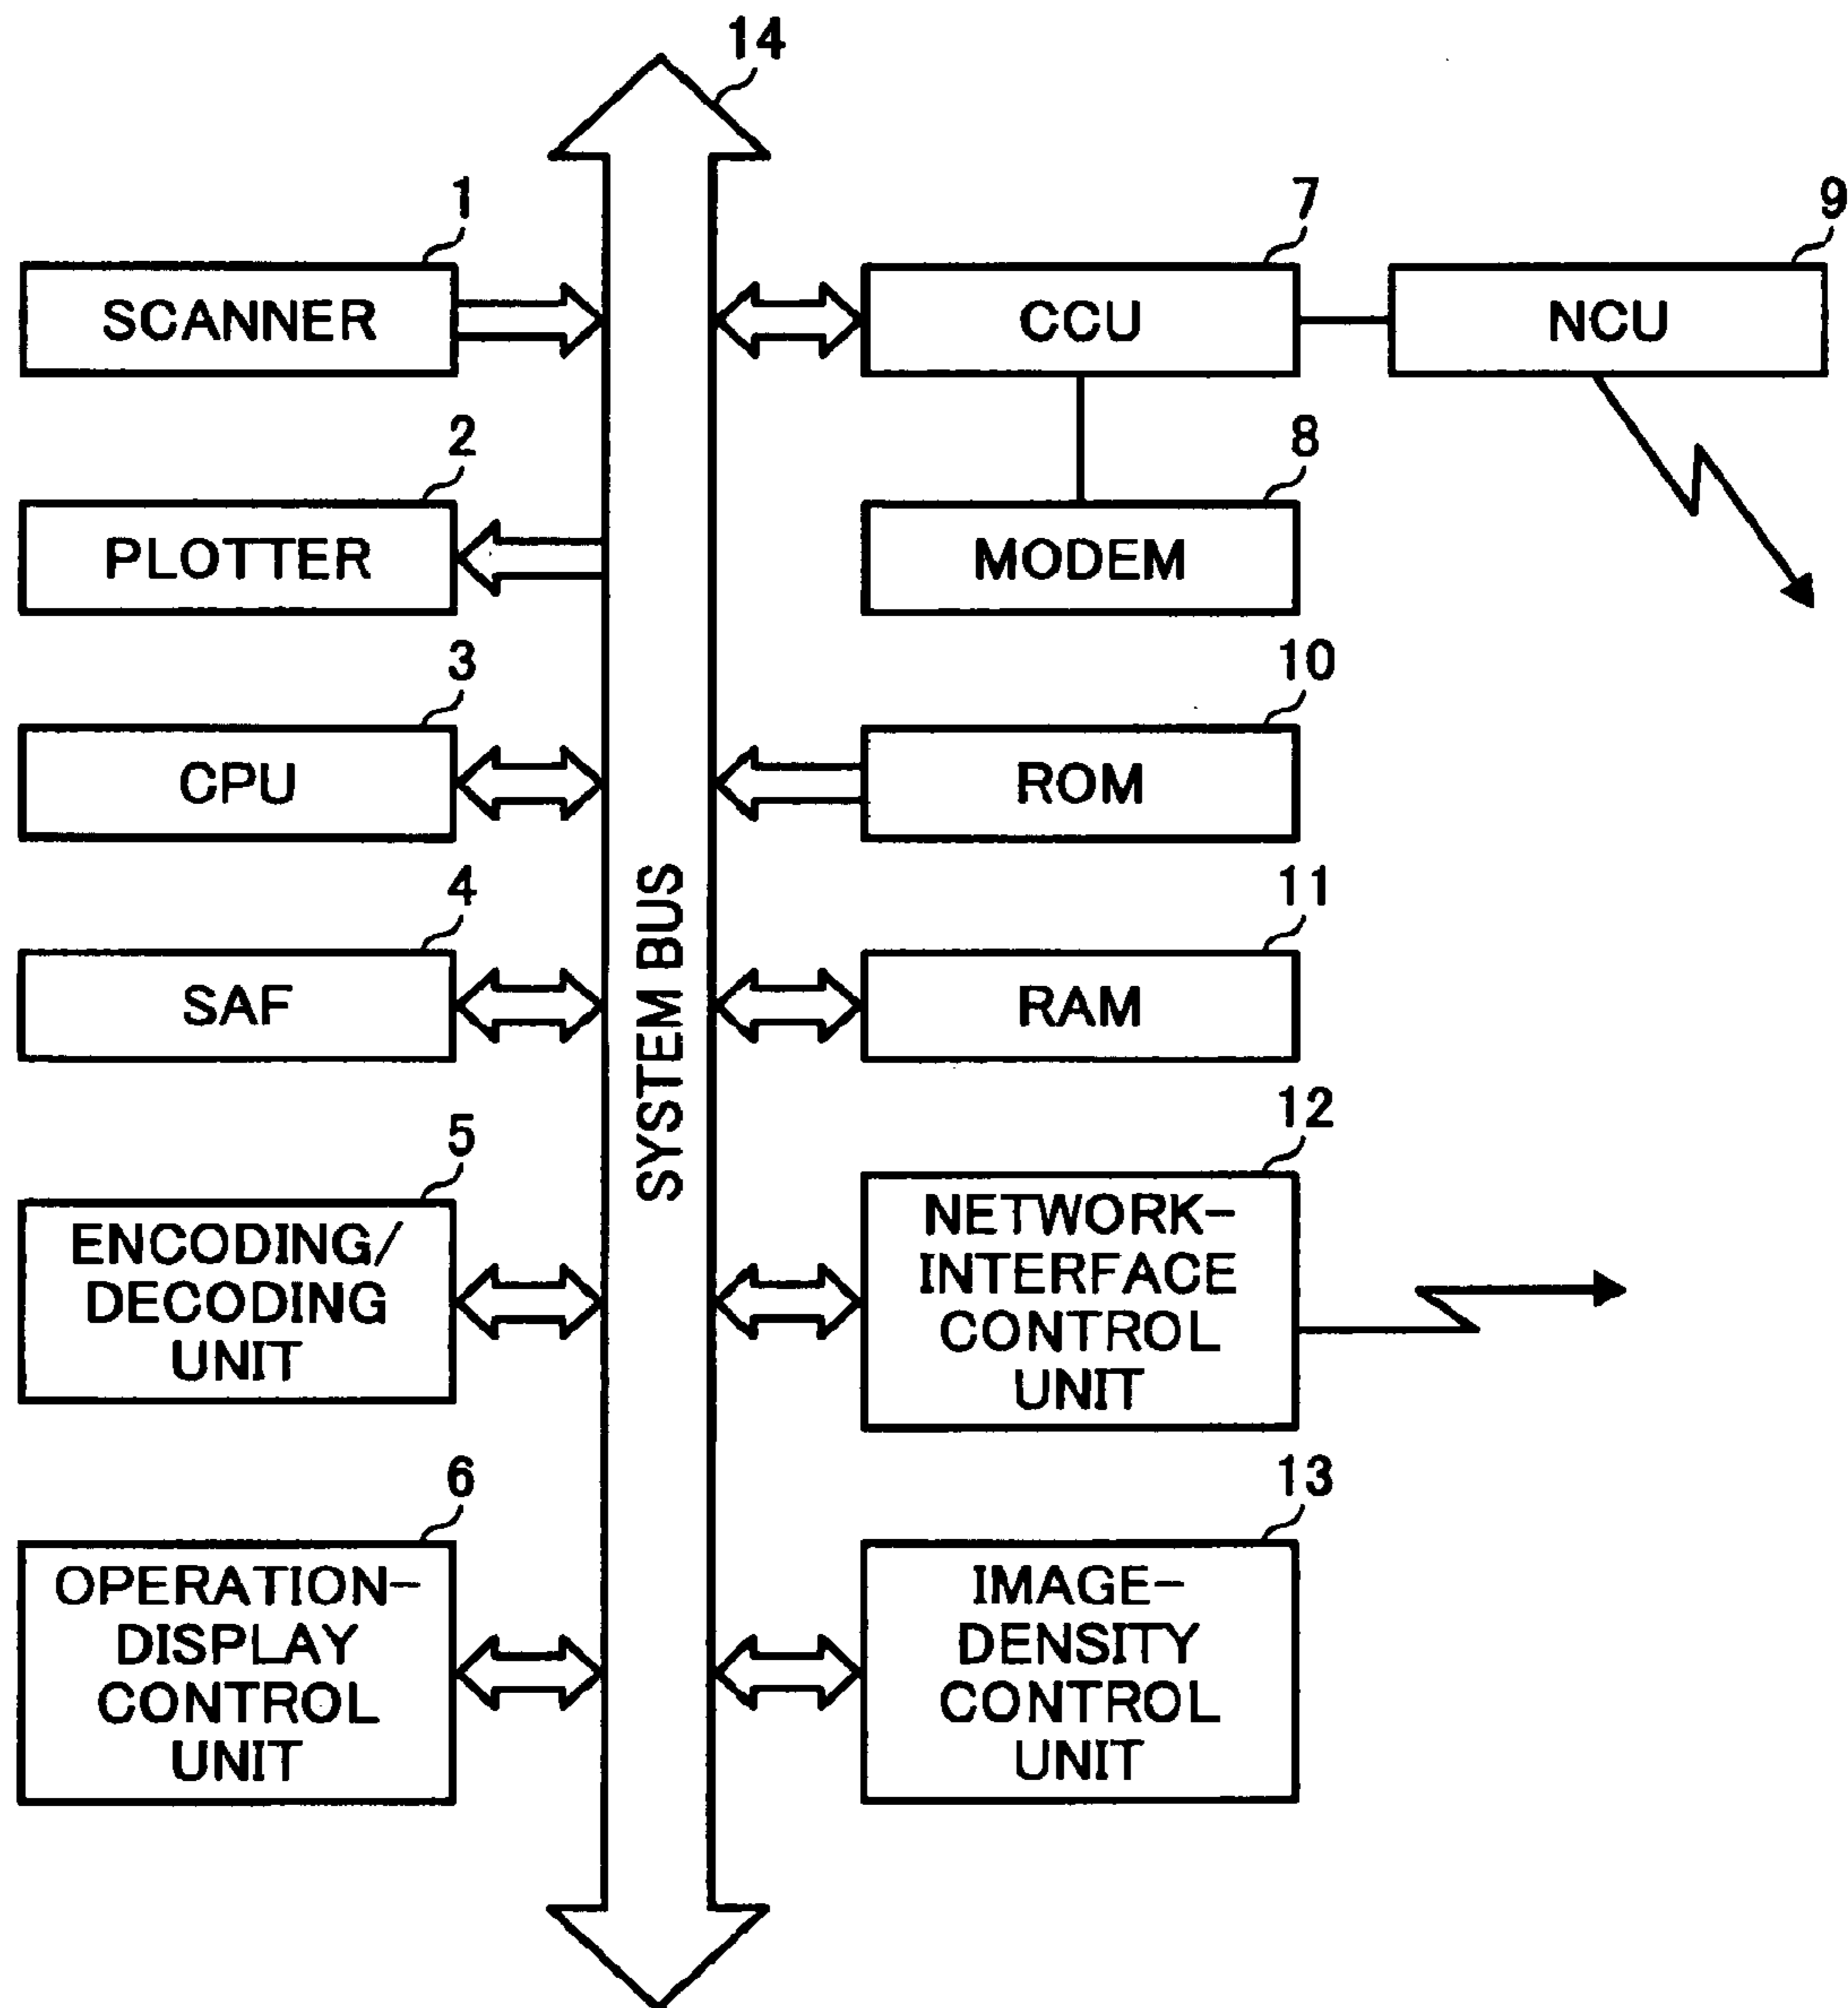 14
1
SCANNER
7
CCU
9
NCU
2
PLOTTER
8
MODEM
3
CPU
10
ROM
4
SAF
11
RAM
SYSTEM BUS
5
ENCODING/
DECODING
UNIT
12
NETWORK-
INTERFACE
CONTROL
UNIT
6
OPERATION-
DISPLAY
CONTROL
UNIT
13
IMAGE-
DENSITY
CONTROL
UNIT